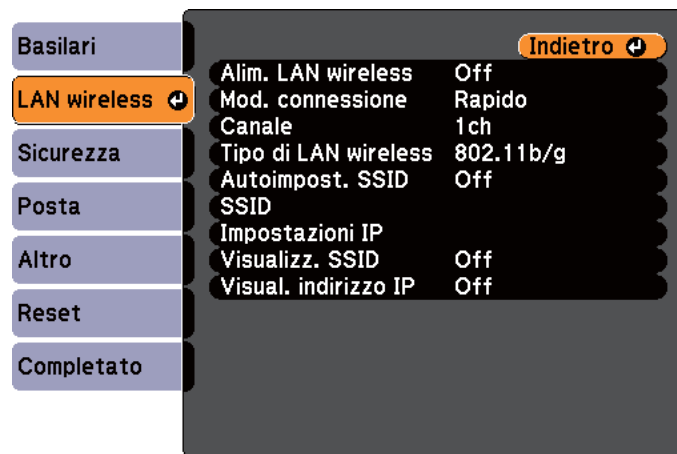 Basilari
LAN wireless
Sicurezza
Posta
Altro
Reset
Completato
Indietro
Alim. LAN wireless Off
Mod. connessione Rapido
Canale 1ch
Tipo di LAN wireless 802.11b/g
Autoimpost. SSID Off
SSID
Impostazioni IP
Visualizz. SSID Off
Visual. indirizzo IP Off